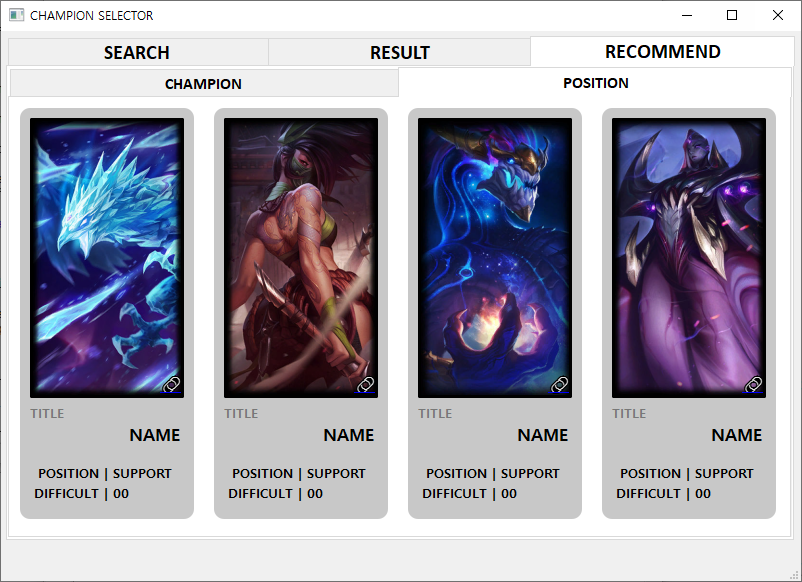 CHAMPION SELECTOR
SEARCH RESULT RECOMMEND
CHAMPION POSITION
TITLE TITLE TITLE TITLE
NAME NAME NAME NAME
POSITION | SUPPORT POSITION | SUPPORT POSITION | SUPPORT POSITION | SUPPORT
DIFFICULT | 00 DIFFICULT | 00 DIFFICULT | 00 DIFFICULT | 00